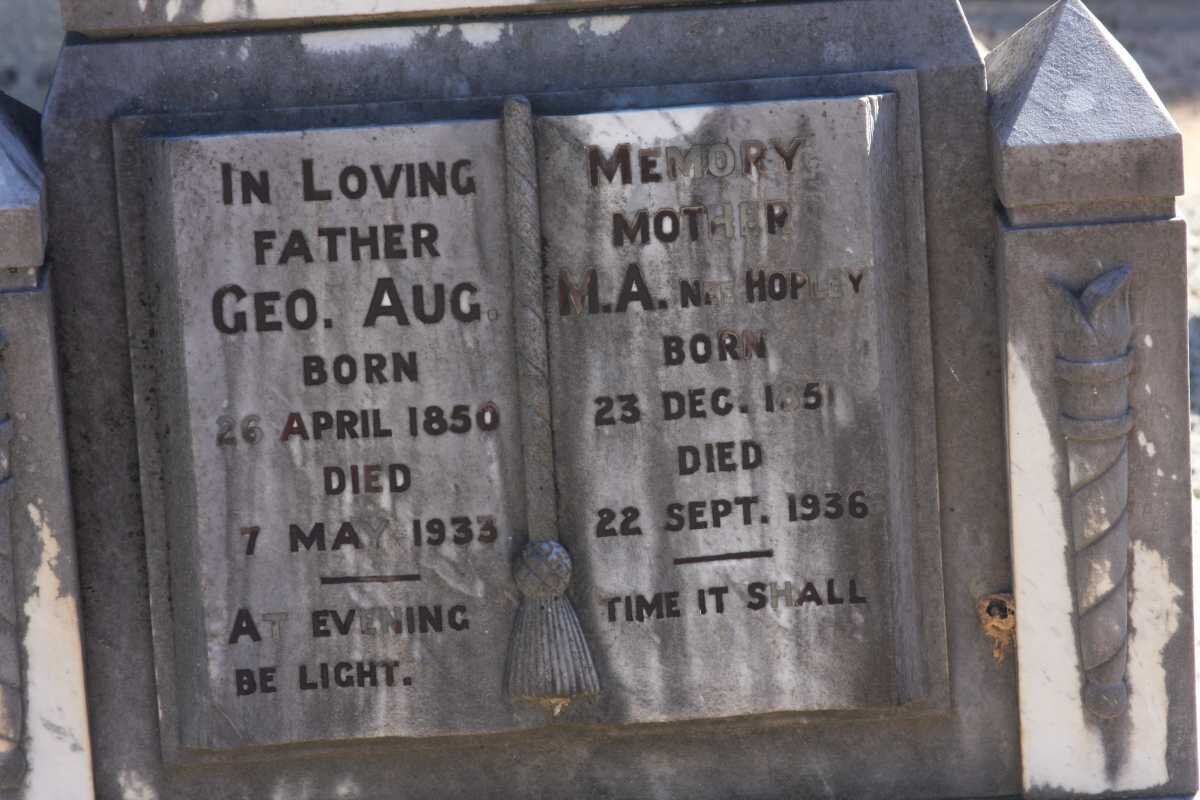 IN LOVING
FATHER
GEO. AUG.
BORN
26 APRIL 1850
DIED
7 MAY 1933
AT EVENING
BE LIGHT.
MEMORY
MOTHER
M.A. NEE HOPLEY
BORN
23 DEC. 1851
DIED
22 SEPT. 1936
TIME IT SHALL